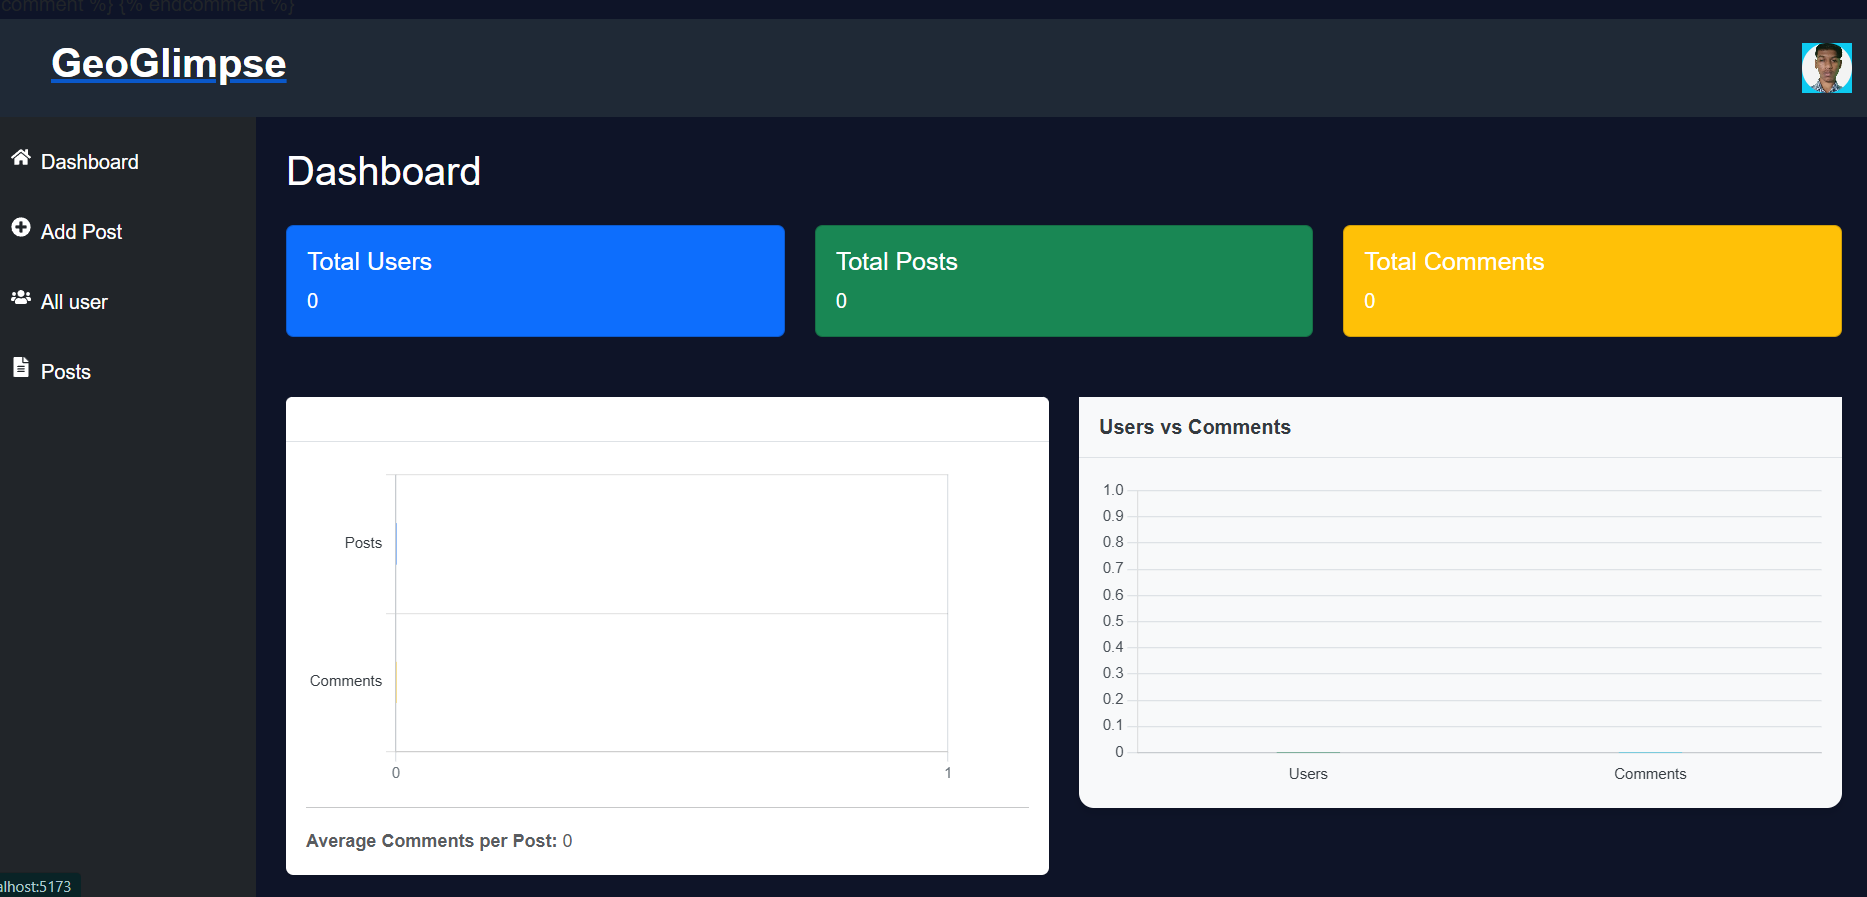 comment %} {% endcomment %}
GeoGlimpse
Dashboard
Add Post
All user
Posts
Dashboard
Total Users
0
Total Posts
0
Total Comments
0
Posts
Comments
0 1
Average Comments per Post: 0
Users vs Comments
1.0
0.9
0.8
0.7
0.6
0.5
0.4
0.3
0.2
0.1
0
Users Comments
alhost:5173